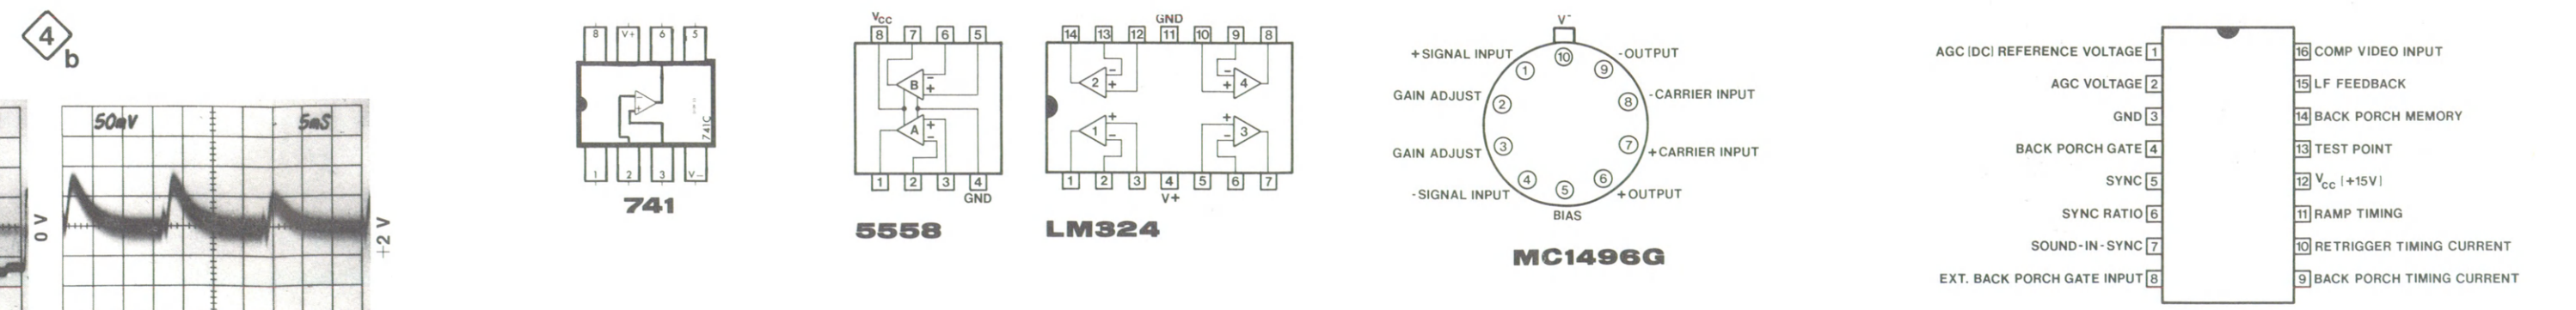 4
b
50mV 5mS
0 V
+2 V
8 V+ 6 5
741C
1 2 3 V-
741
VCC
8 7 6 5
B - +
A + -
1 2 3 4
GND
5558
GND
14 13 12 11 10 9 8
2 - + - + 4
1 + - + - 3
1 2 3 4 5 6 7
V+
LM324
V-
+SIGNAL INPUT 1 10 9 -OUTPUT
GAIN ADJUST 2 8 -CARRIER INPUT
GAIN ADJUST 3 7 +CARRIER INPUT
-SIGNAL INPUT 4 5 6 +OUTPUT
BIAS
MC1496G
AGC (DC) REFERENCE VOLTAGE 1 16 COMP VIDEO INPUT
AGC VOLTAGE 2 15 LF FEEDBACK
GND 3 14 BACK PORCH MEMORY
BACK PORCH GATE 4 13 TEST POINT
SYNC 5 12 VCC (+15V)
SYNC RATIO 6 11 RAMP TIMING
SOUND-IN-SYNC 7 10 RETRIGGER TIMING CURRENT
EXT. BACK PORCH GATE INPUT 8 9 BACK PORCH TIMING CURRENT